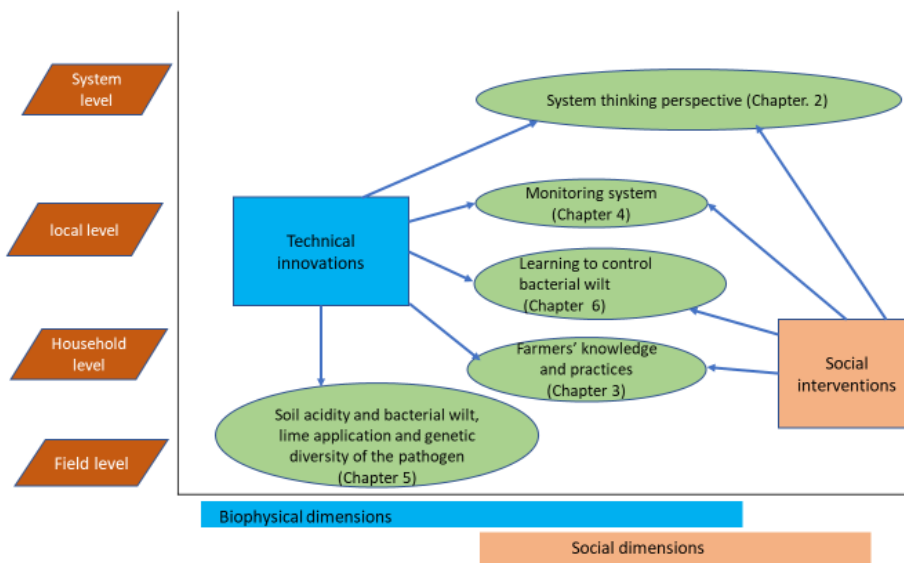 System
level
System thinking perspective (Chapter. 2)
local level
Monitoring system
(Chapter 4)
Technical
innovations
Learning to control
bacterial wilt
(Chapter  6)
Household
level
Farmers' knowledge
and practices
(Chapter 3)
Social
interventions
Field level
Soil acidity and bacterial wilt,
lime application and genetic
diversity of the pathogen
(Chapter 5)
Biophysical dimensions
Social dimensions